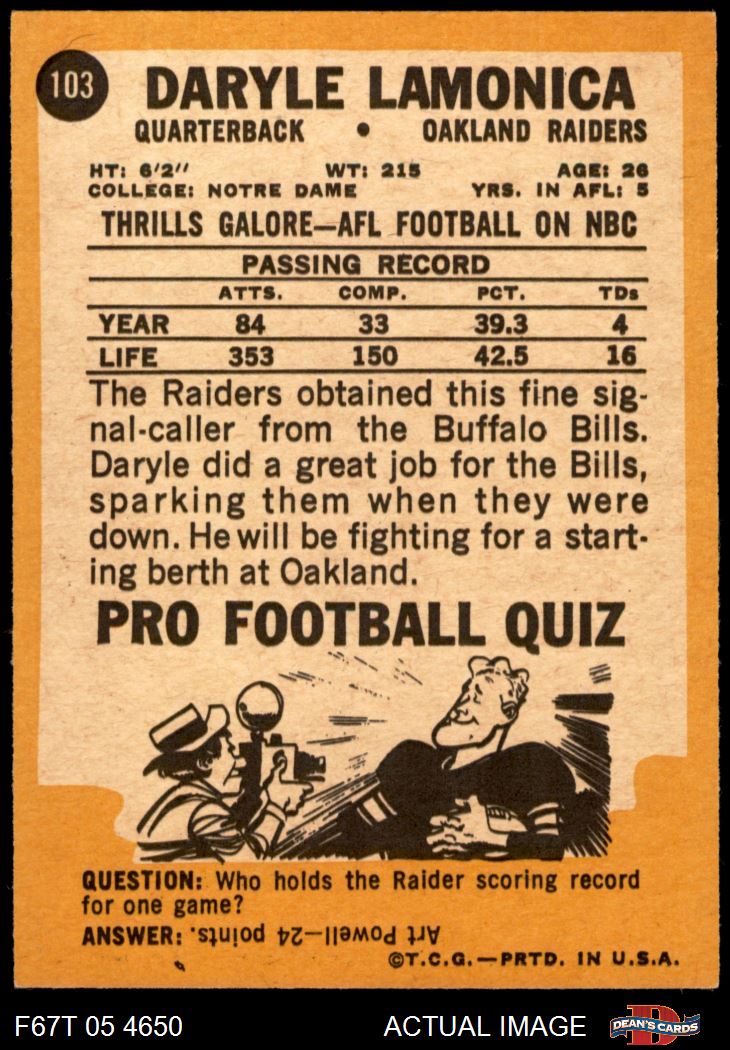 103
DARYLE LAMONICA
QUARTERBACK • OAKLAND RAIDERS
HT: 6'2" WT: 215 AGE: 26
COLLEGE: NOTRE DAME YRS. IN AFL: 5
THRILLS GALORE—AFL FOOTBALL ON NBC
PASSING RECORD
ATTS. COMP. PCT. TDs
YEAR 84 33 39.3 4
LIFE 353 150 42.5 16
The Raiders obtained this fine sig-
nal-caller from the Buffalo Bills.
Daryle did a great job for the Bills,
sparking them when they were
down. He will be fighting for a start-
ing berth at Oakland.
PRO FOOTBALL QUIZ
QUESTION: Who holds the Raider scoring record
for one game?
ANSWER: Art Powell—24 points.
©T.C.G.—PRTD. IN U.S.A.
F67T 05 4650 ACTUAL IMAGE D DEAN'S CARDS